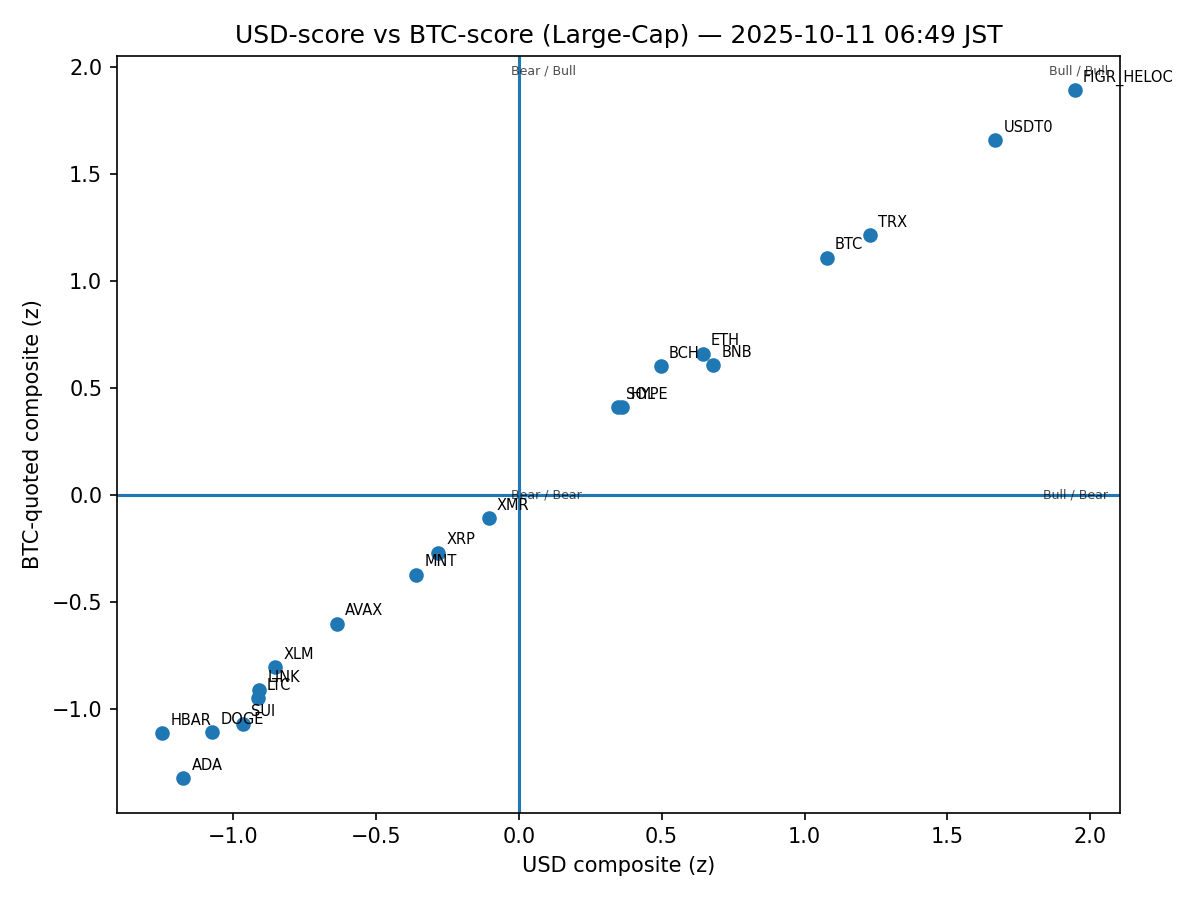 USD-score vs BTC-score (Large-Cap) — 2025-10-11 06:49 JST
Bear / Bull
Bull / Bull
FIGR_HELOC
USDT0
TRX
BTC
ETH
BNB
BCH
SOL
HYPE
Bear / Bear
Bull / Bear
XMR
XRP
MNT
AVAX
XLM
LINK
LTC
SUI
DOGE
HBAR
ADA
2.0
1.5
1.0
0.5
0.0
−0.5
−1.0
BTC-quoted composite (z)
−1.0
−0.5
0.0
0.5
1.0
1.5
2.0
USD composite (z)